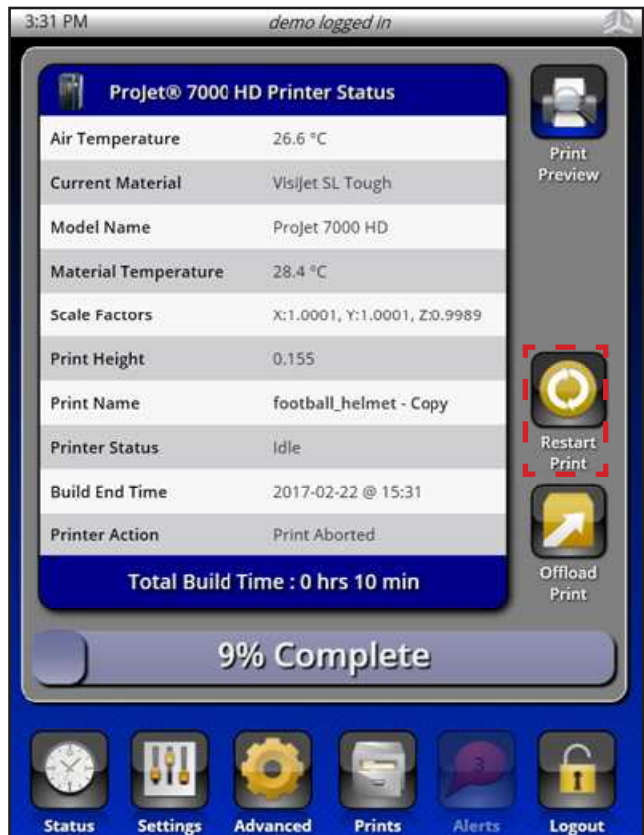 3:31 PM demo logged in
ProJet® 7000 HD Printer Status
Air Temperature 26.6 °C
Current Material VisiJet SL Tough
Model Name ProJet 7000 HD
Material Temperature 28.4 °C
Scale Factors X:1.0001, Y:1.0001, Z:0.9989
Print Height 0.155
Print Name football_helmet - Copy
Printer Status Idle
Build End Time 2017-02-22 @ 15:31
Printer Action Print Aborted
Total Build Time : 0 hrs 10 min
Print
Preview
Restart
Print
Offload
Print
9% Complete
3
Status Settings Advanced Prints Alerts Logout